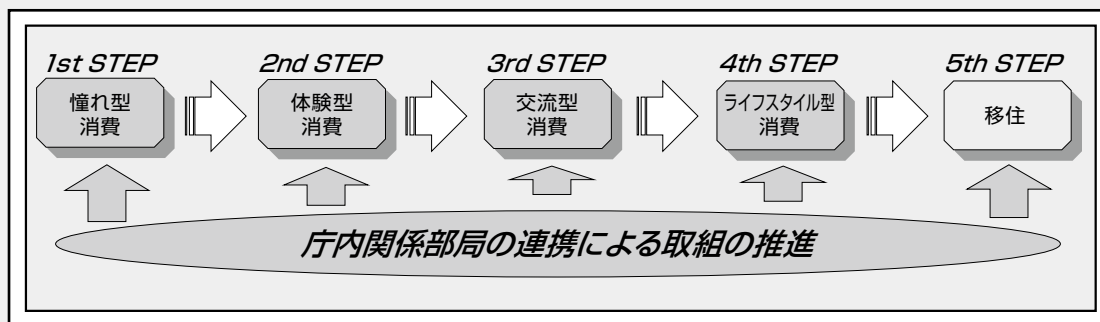 1st STEP
憧れ型
消費
2nd STEP
体験型
消費
3rd STEP
交流型
消費
4th STEP
ライフスタイル型
消費
5th STEP
移住
庁内関係部局の連携による取組の推進